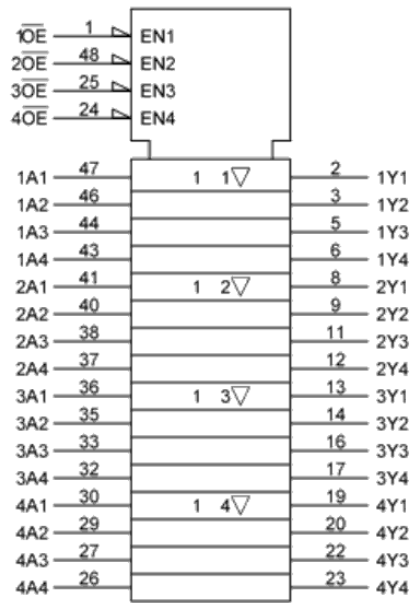 1O̅E̅ 1 EN1
2O̅E̅ 48 EN2
3O̅E̅ 25 EN3
4O̅E̅ 24 EN4
1A1 47 1 1▽ 2 1Y1
1A2 46 3 1Y2
1A3 44 5 1Y3
1A4 43 6 1Y4
2A1 41 1 2▽ 8 2Y1
2A2 40 9 2Y2
2A3 38 11 2Y3
2A4 37 12 2Y4
3A1 36 1 3▽ 13 3Y1
3A2 35 14 3Y2
3A3 33 16 3Y3
3A4 32 17 3Y4
4A1 30 1 4▽ 19 4Y1
4A2 29 20 4Y2
4A3 27 22 4Y3
4A4 26 23 4Y4